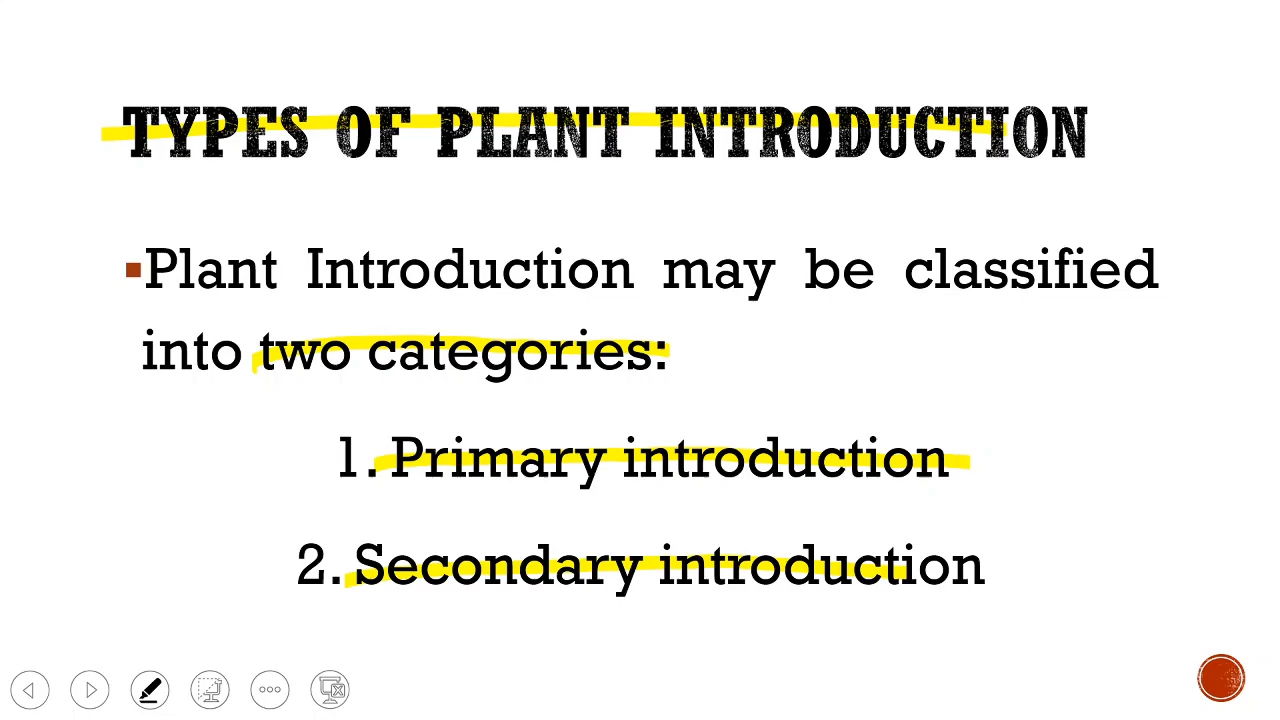 TYPES OF PLANT INTRODUCTION
▪Plant Introduction may be classified
into two categories:
1. Primary introduction
2. Secondary introduction